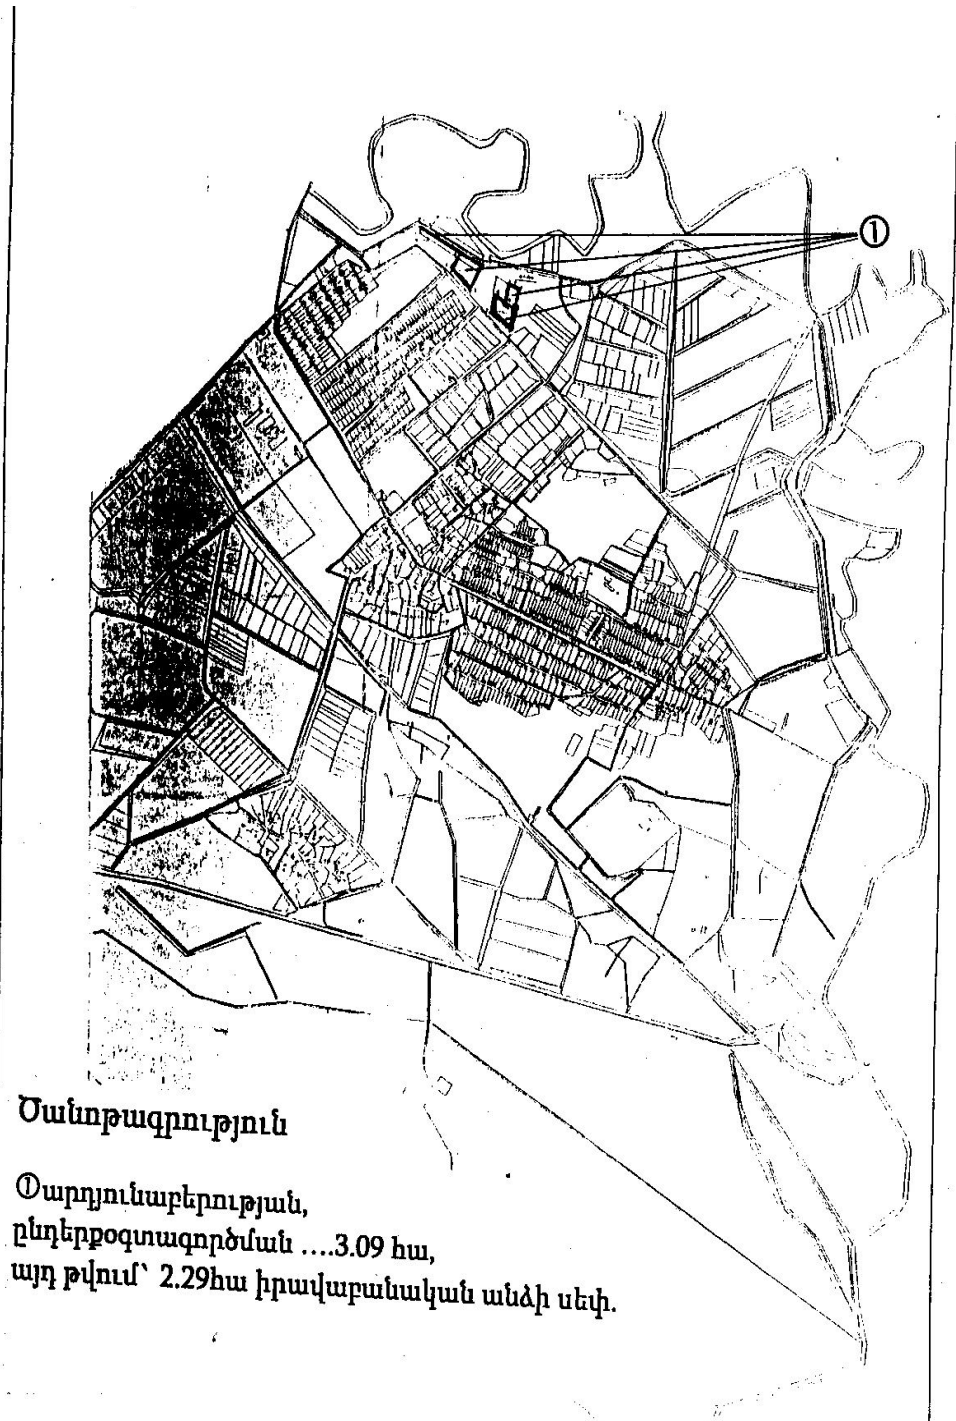 ①
Ծանոթագրություն
①արդյունաբերության,
ընդերքօգտագործման ....3.09 հա,
այդ թվում՝ 2.29հա իրավաբանական անձի սեփ.